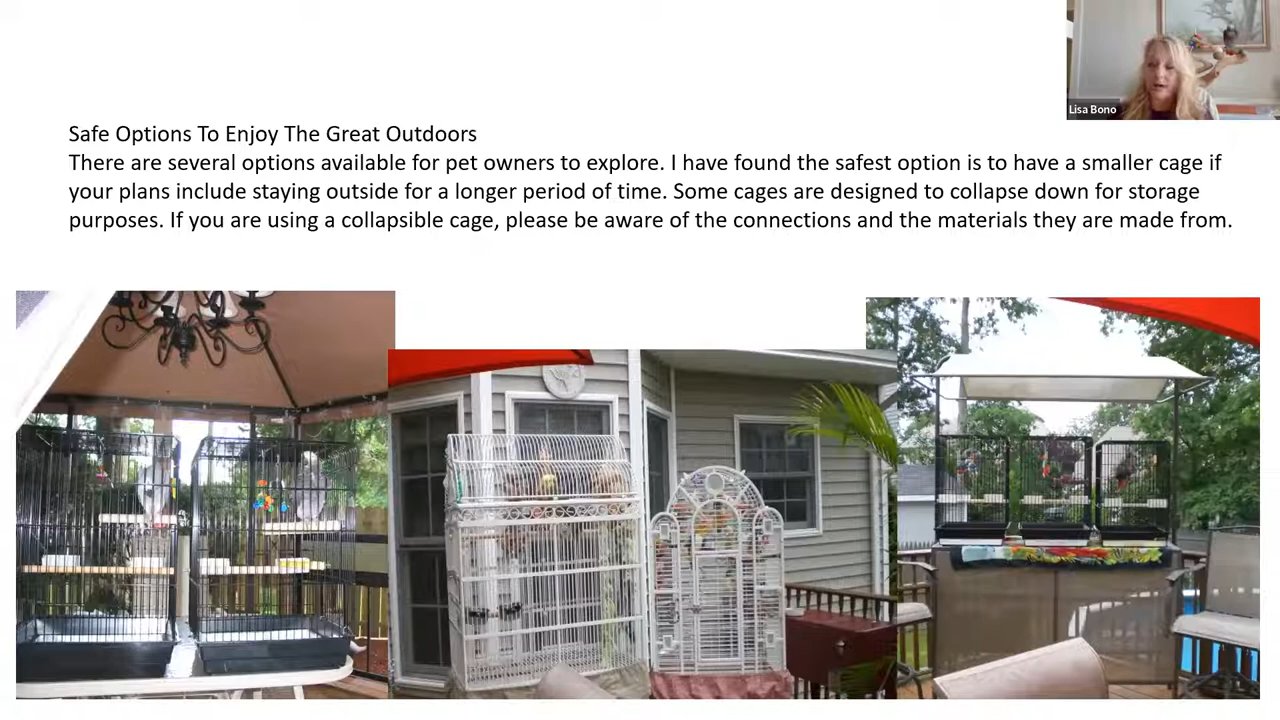 Lisa Bono
Safe Options To Enjoy The Great Outdoors
There are several options available for pet owners to explore. I have found the safest option is to have a smaller cage if
your plans include staying outside for a longer period of time. Some cages are designed to collapse down for storage
purposes. If you are using a collapsible cage, please be aware of the connections and the materials they are made from.